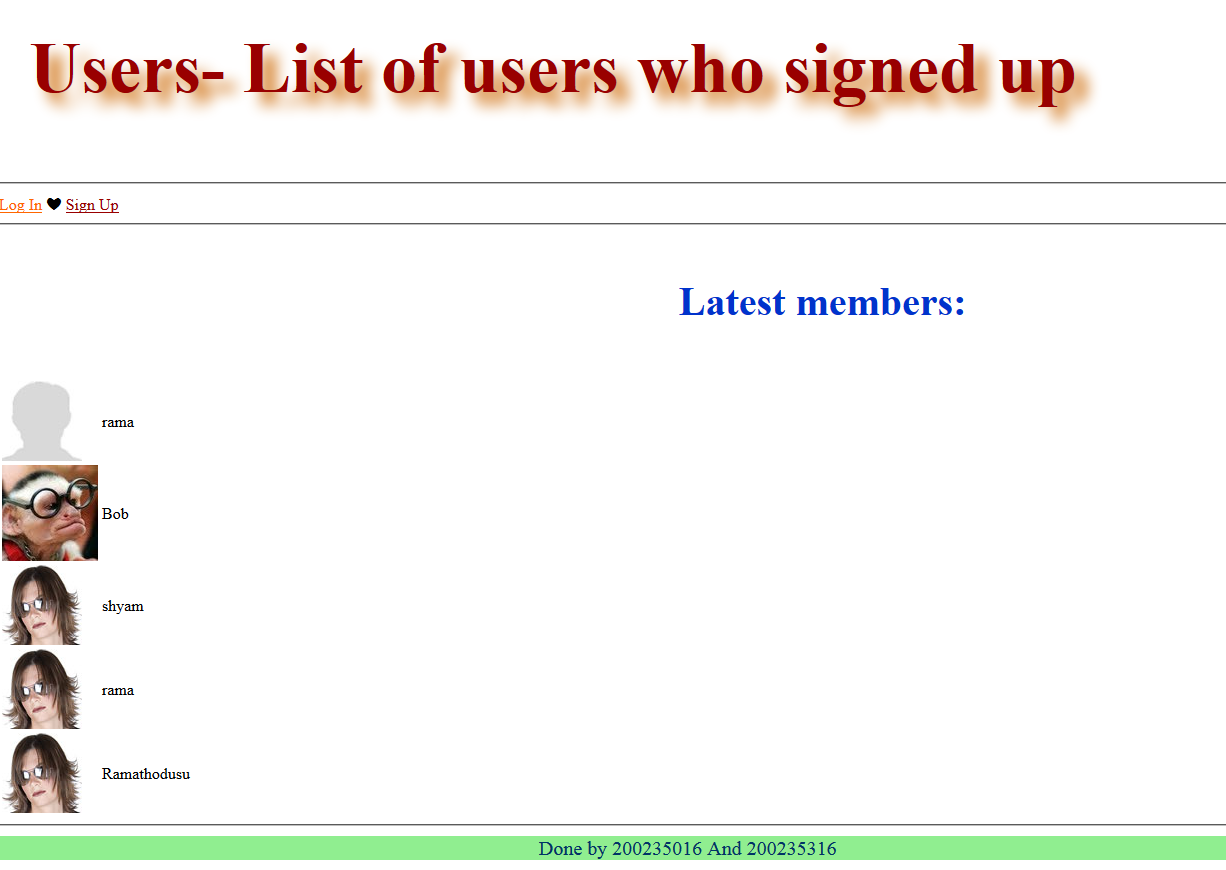 Users- List of users who signed up
Log In ❤ Sign Up
Latest members:
rama
Bob
shyam
rama
Ramathodusu
Done by 200235016 And 200235316